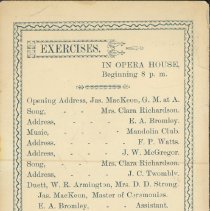 EXERCISES.
IN OPERA HOUSE,
Beginning 8 p. m.
Opening Address, Jas. MacKeon, G. M. at A.
Song, - - Mrs. Clara Richardson.
Address, - - - E. A. Bromley.
Music, - - - Mandolin Club.
Address, - - - F. P. Watts.
Address, - - - J. W. McGregor.
Song, - - Mrs. Clara Richardson.
Address, - - - J. C. Twombly.
Duett, W. R. Armington, Mrs. D. D. Strong.
Jas. MacKeon, Master of Ceremonies.
E. A. Bromley, - - Assistant.